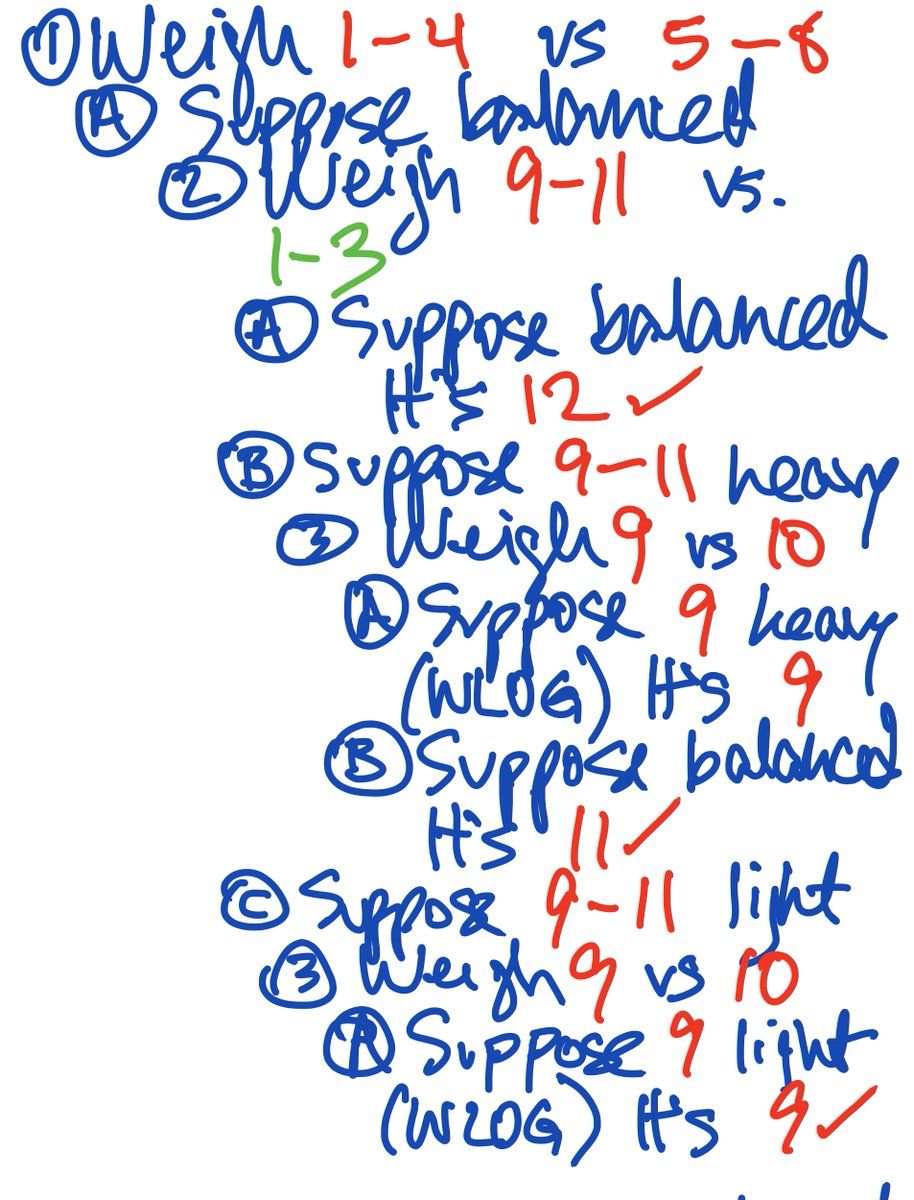 ① Weigh 1-4 vs 5-8
Ⓐ Suppose balanced
② Weigh 9-11 vs.
1-3
Ⓐ Suppose balanced
It's 12 ✓
Ⓑ Suppose 9-11 heavy
③ Weigh 9 vs 10
Ⓐ Suppose 9 heavy
(WLOG) It's 9
Ⓑ Suppose balanced
It's 11 ✓
Ⓒ Suppose 9-11 light
③ Weigh 9 vs 10
Ⓐ Suppose 9 light
(WLOG) It's 9 ✓